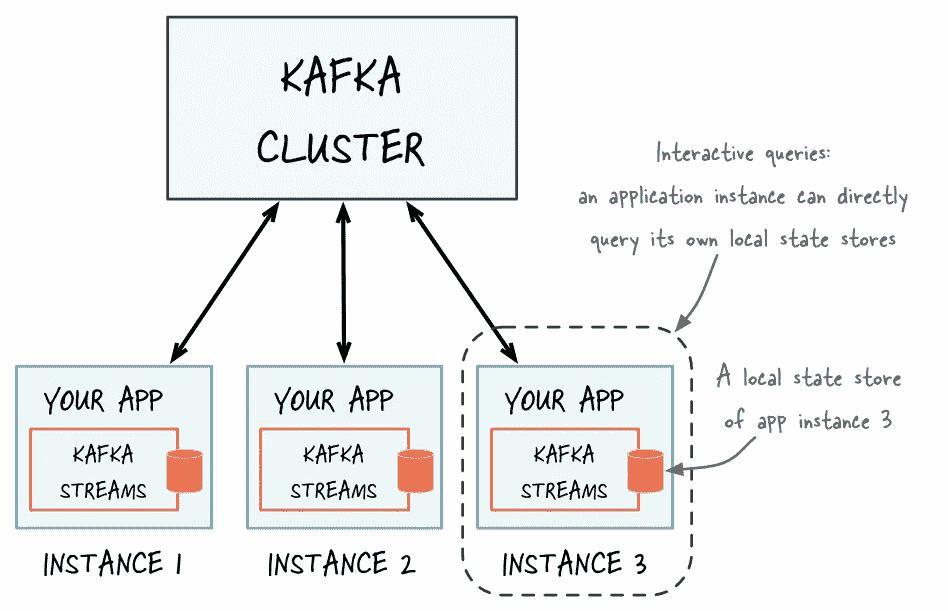 KAFKA
CLUSTER
Interactive queries:
an application instance can directly
query its own local state stores
YOUR APP
KAFKA
STREAMS
INSTANCE 1
YOUR APP
KAFKA
STREAMS
INSTANCE 2
YOUR APP
KAFKA
STREAMS
INSTANCE 3
A local state store
of app instance 3